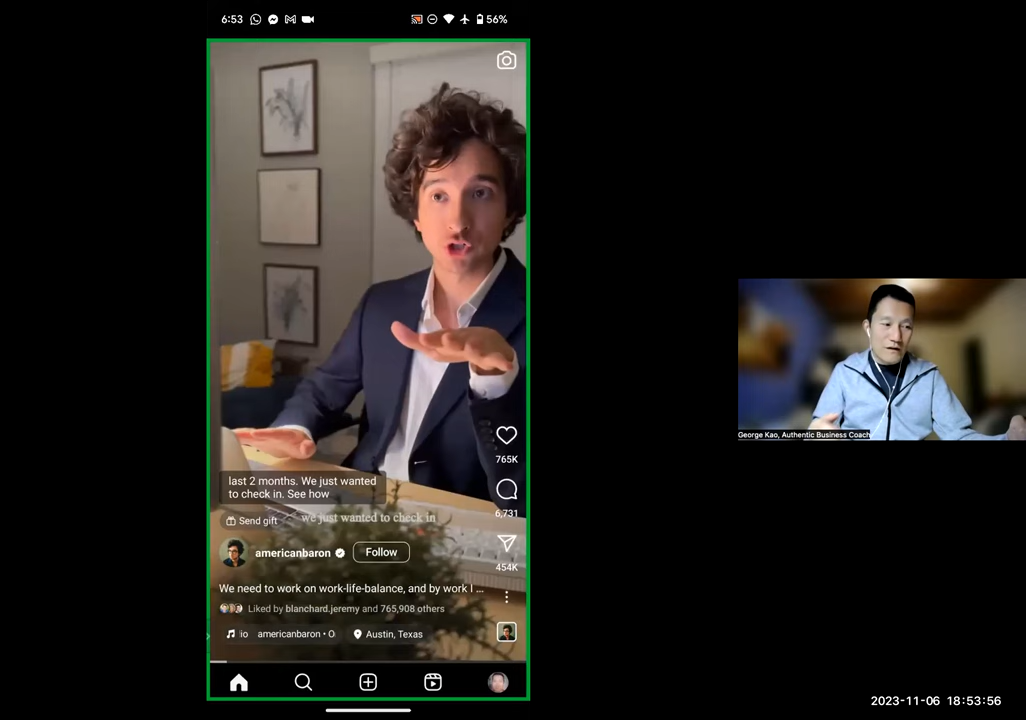 6:53
56%
765K
last 2 months. We just wanted
to check in. See how
6,731
Send gift
we just wanted to check in
americanbaron
Follow
454K
We need to work on work-life-balance, and by work I ...
Liked by blanchard.jeremy and 765,908 others
io americanbaron • O
Austin, Texas
George Kao, Authentic Business Coach
2023-11-06 18:53:56